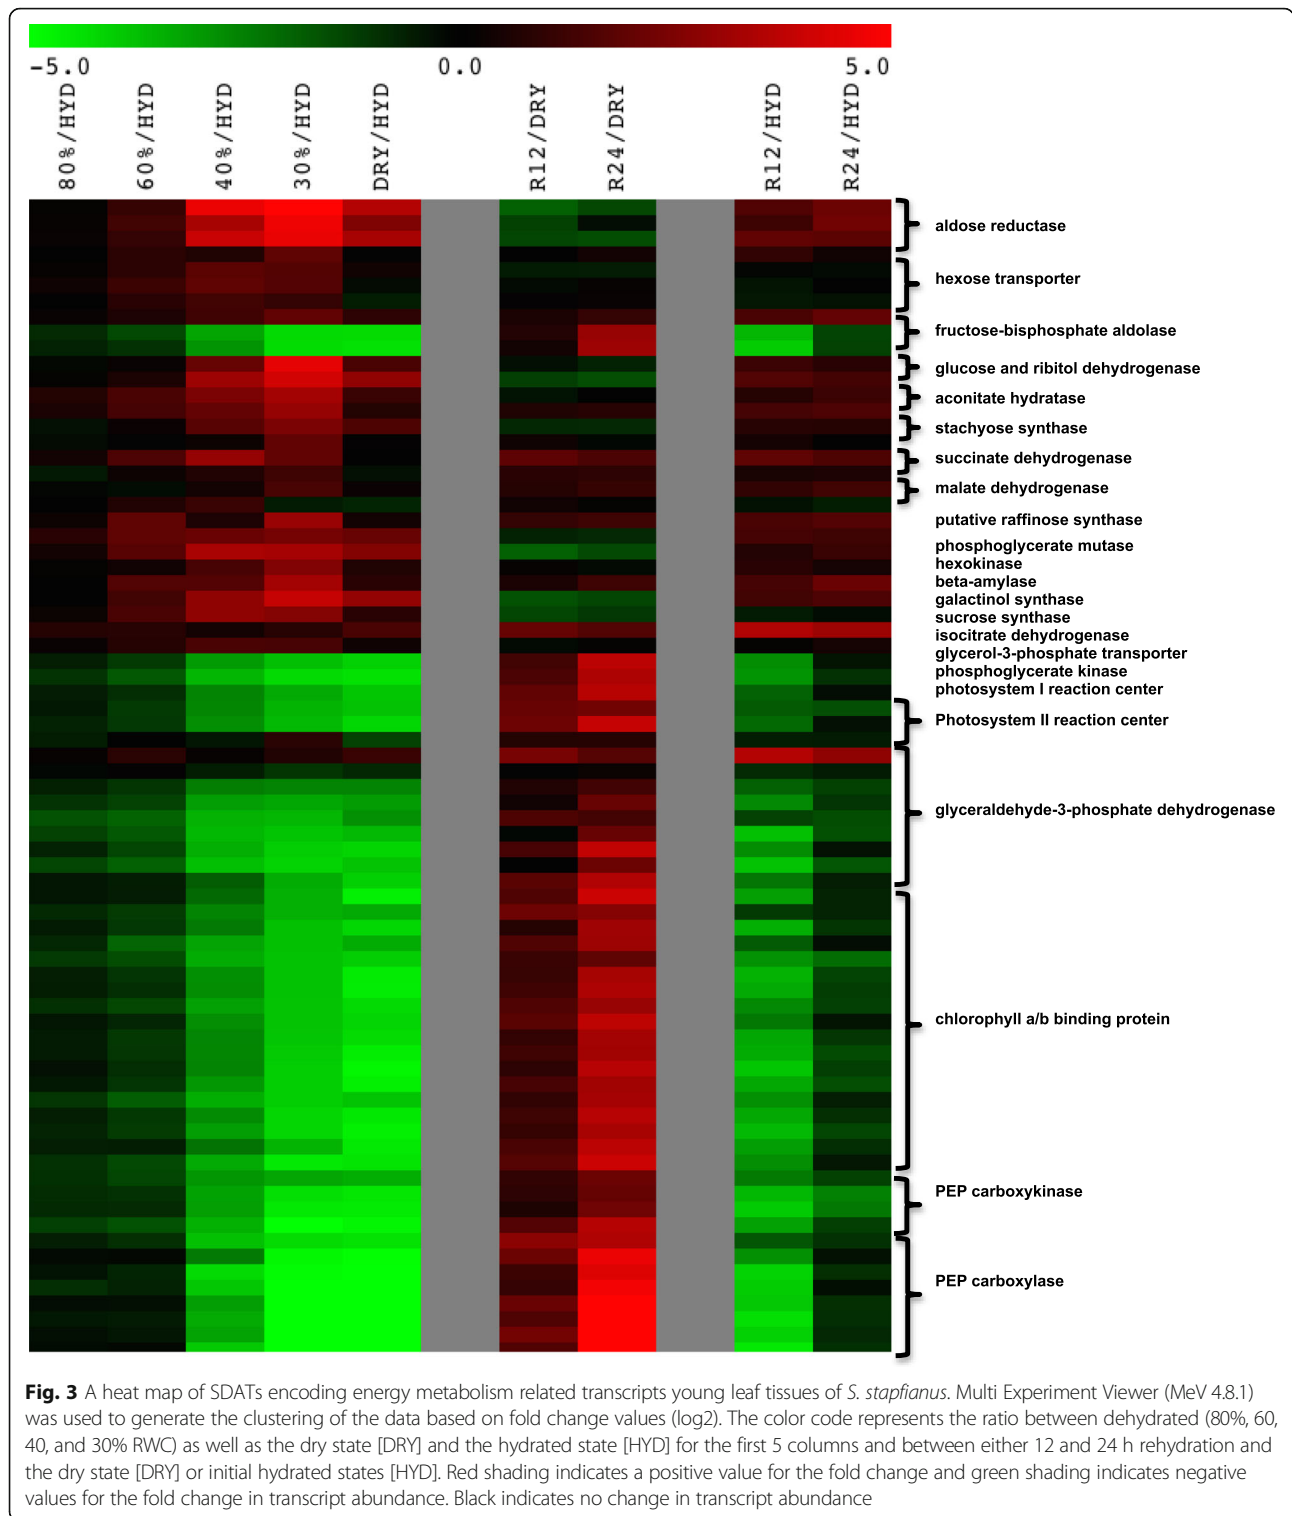 -5.0 0.0 5.0
80%/HYD 60%/HYD 40%/HYD 30%/HYD DRY/HYD R12/DRY R24/DRY R12/HYD R24/HYD
aldose reductase
hexose transporter
fructose-bisphosphate aldolase
glucose and ribitol dehydrogenase
aconitate hydratase
stachyose synthase
succinate dehydrogenase
malate dehydrogenase
putative raffinose synthase
phosphoglycerate mutase
hexokinase
beta-amylase
galactinol synthase
sucrose synthase
isocitrate dehydrogenase
glycerol-3-phosphate transporter
phosphoglycerate kinase
photosystem I reaction center
Photosystem II reaction center
glyceraldehyde-3-phosphate dehydrogenase
chlorophyll a/b binding protein
PEP carboxykinase
PEP carboxylase
Fig. 3 A heat map of SDATs encoding energy metabolism related transcripts young leaf tissues of S. stapfianus. Multi Experiment Viewer (MeV 4.8.1)
was used to generate the clustering of the data based on fold change values (log2). The color code represents the ratio between dehydrated (80%, 60,
40, and 30% RWC) as well as the dry state [DRY] and the hydrated state [HYD] for the first 5 columns and between either 12 and 24 h rehydration and
the dry state [DRY] or initial hydrated states [HYD]. Red shading indicates a positive value for the fold change and green shading indicates negative
values for the fold change in transcript abundance. Black indicates no change in transcript abundance